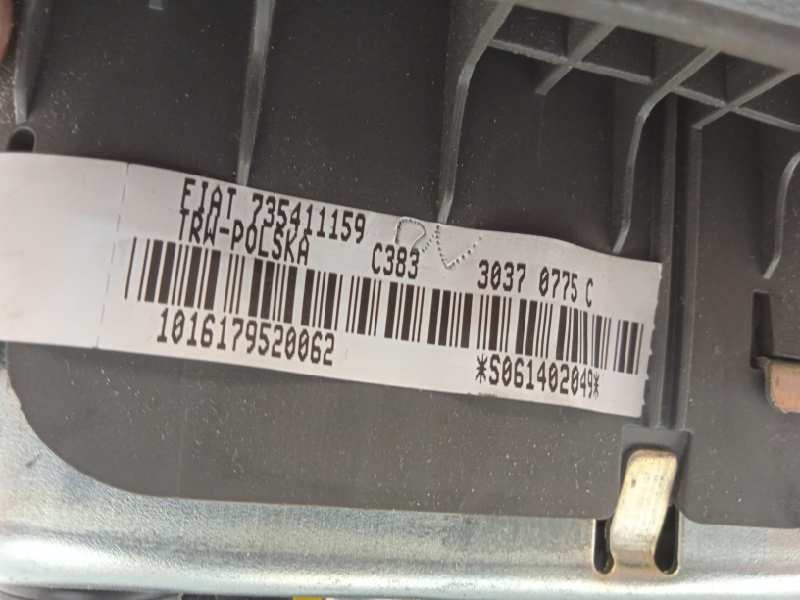 FIAT 735411159
TRW-POLSKA C383 3037 0775 C
1016179520062 *S061402049*